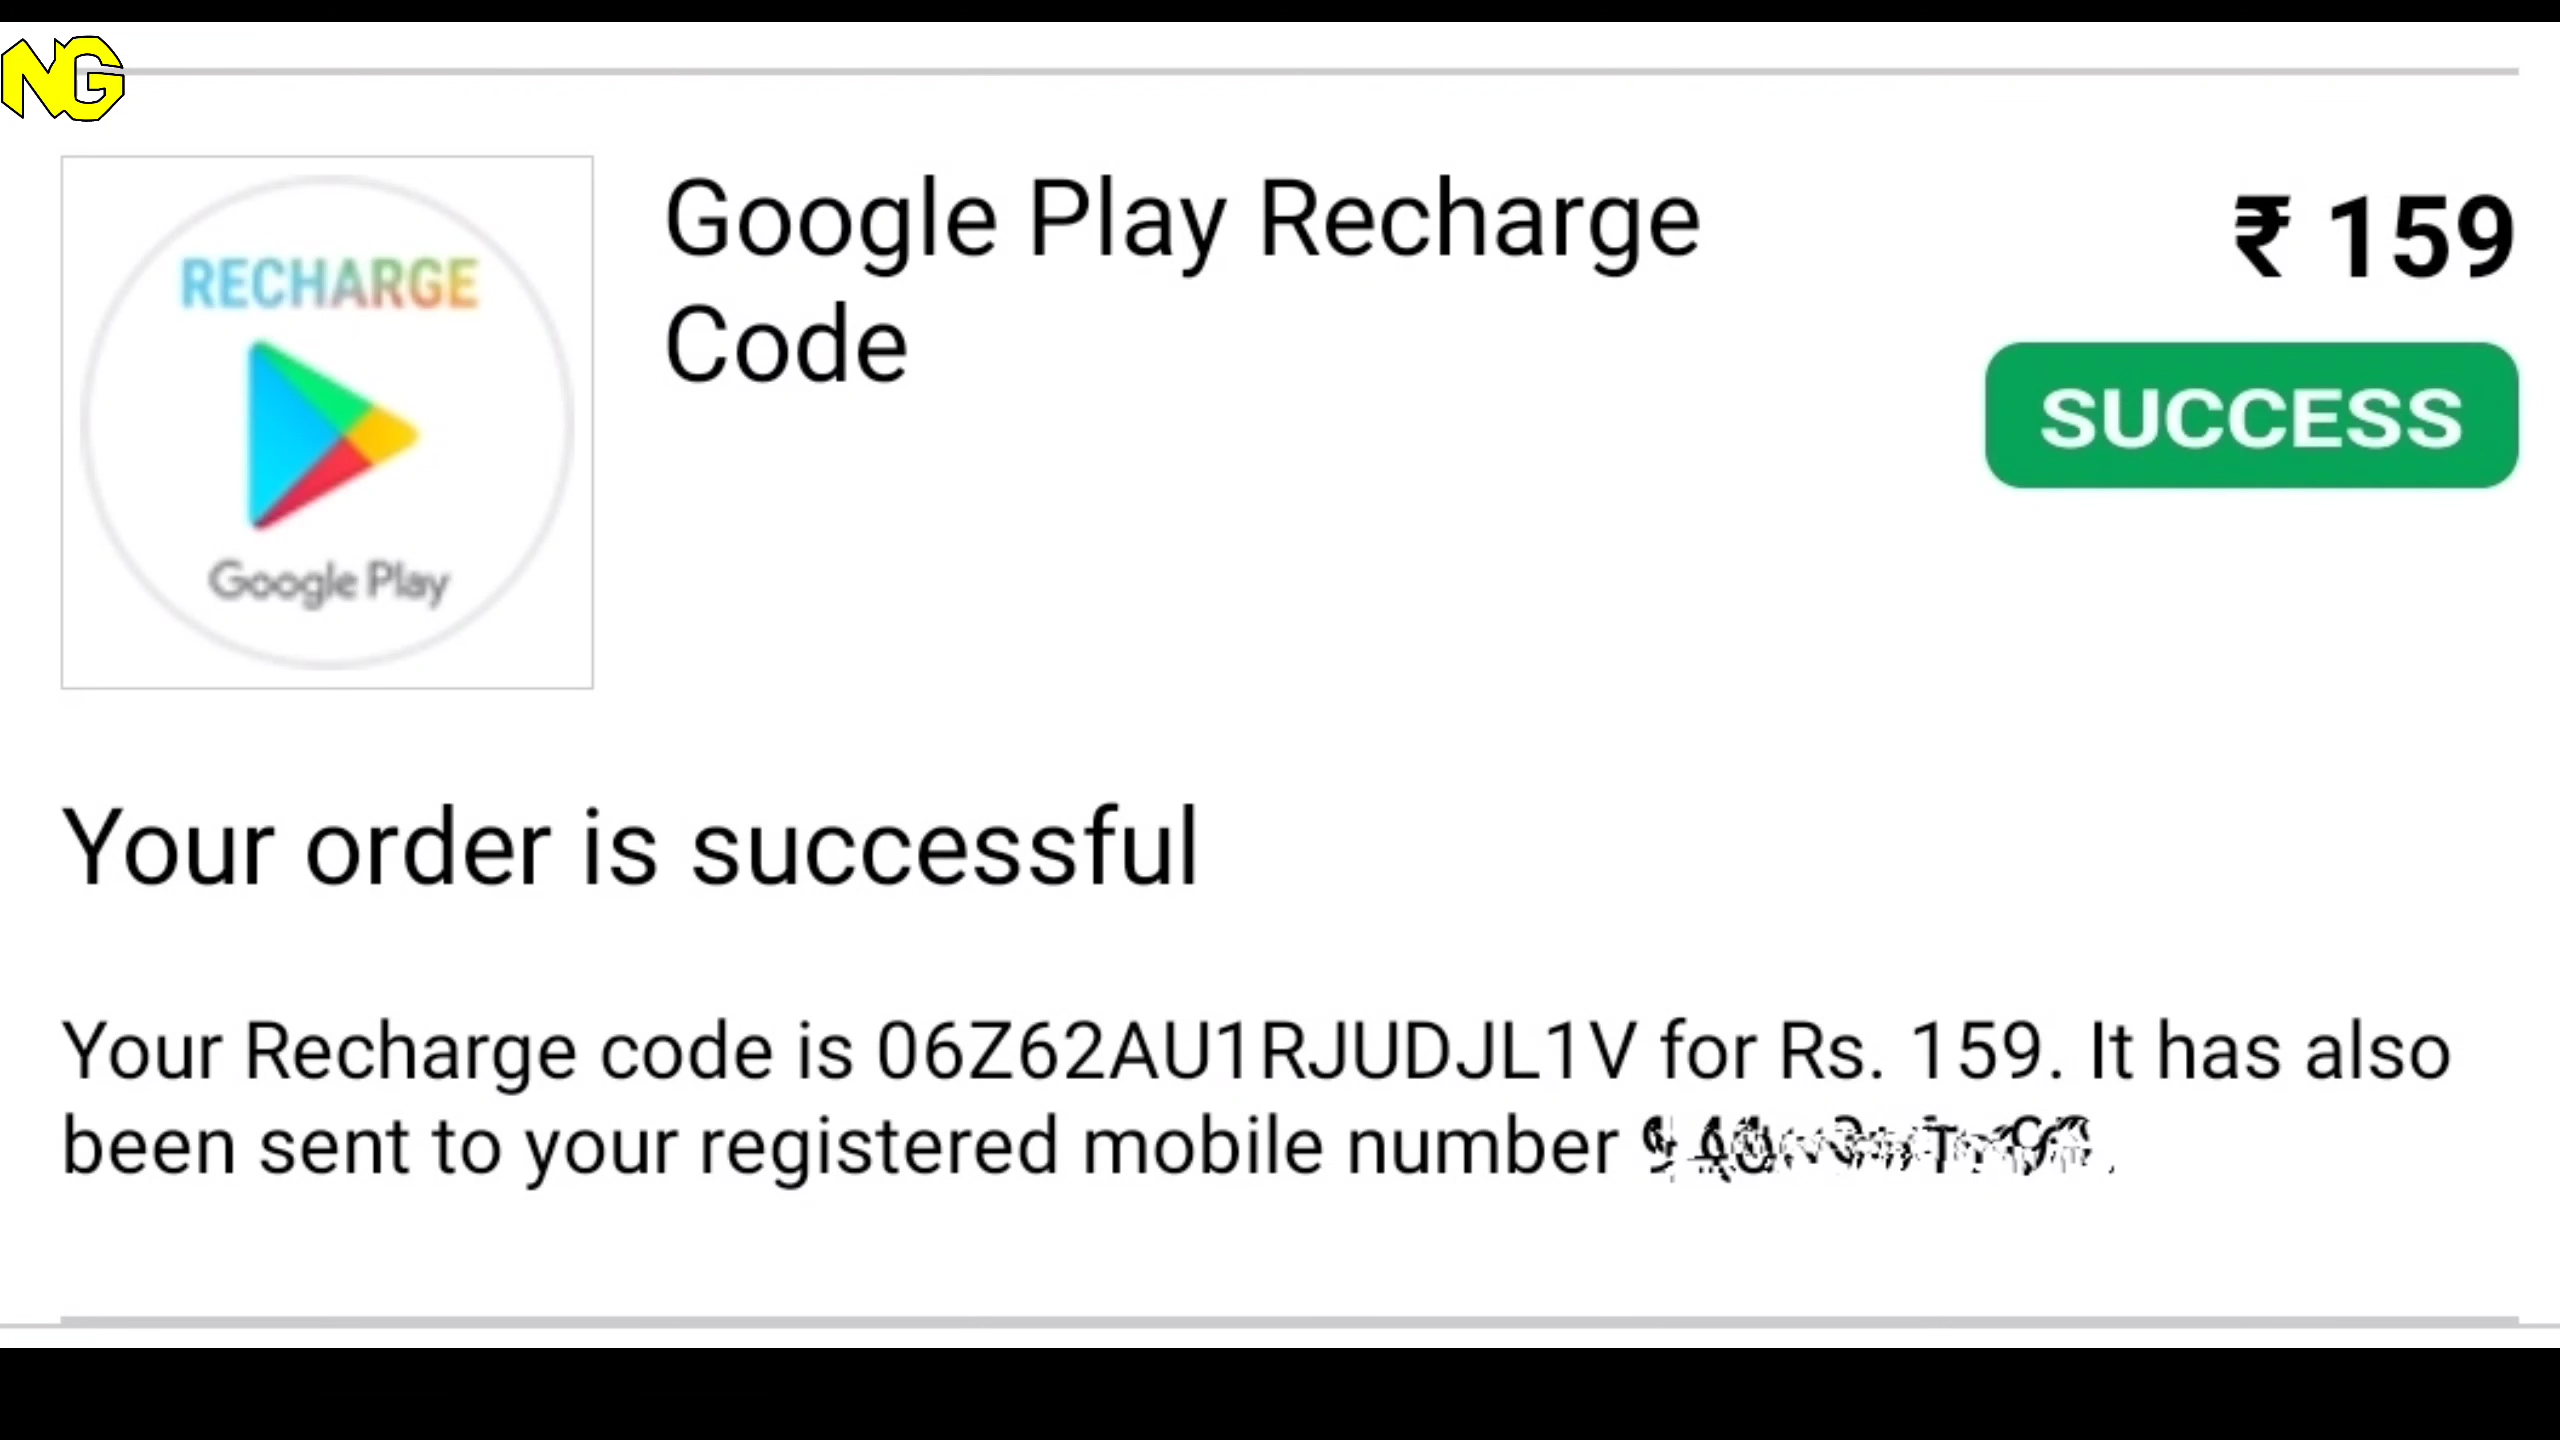 NG
RECHARGE
Google Play
Google Play Recharge
Code
₹ 159
SUCCESS
Your order is successful
Your Recharge code is 06Z62AU1RJUDJL1V for Rs. 159. It has also
been sent to your registered mobile number